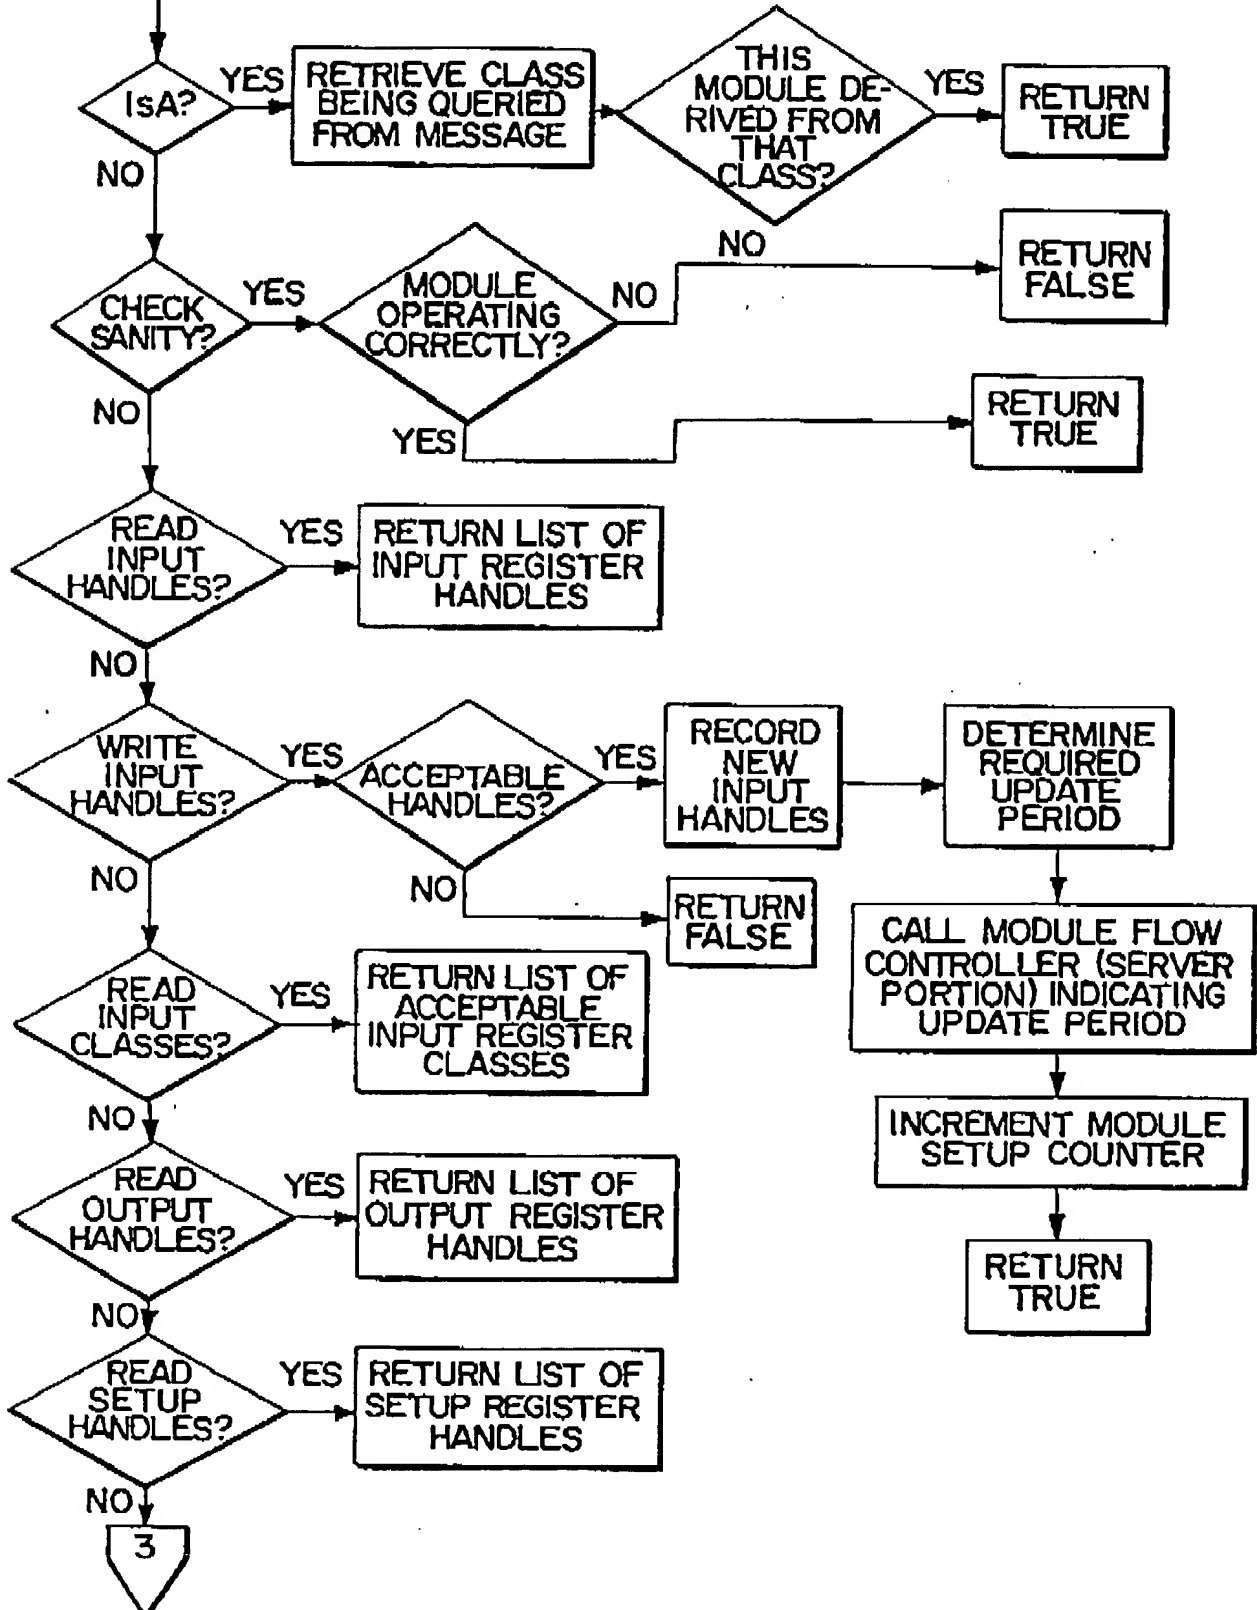 IsA?
YES
RETRIEVE CLASS
BEING QUERIED
FROM MESSAGE
THIS
MODULE DE-
RIVED FROM
THAT
CLASS?
YES
RETURN
TRUE
NO
NO
RETURN
FALSE
CHECK
SANITY?
YES
MODULE
OPERATING
CORRECTLY?
NO
NO
YES
RETURN
TRUE
READ
INPUT
HANDLES?
YES
RETURN LIST OF
INPUT REGISTER
HANDLES
NO
WRITE
INPUT
HANDLES?
YES
ACCEPTABLE
HANDLES?
YES
RECORD
NEW
INPUT
HANDLES
DETERMINE
REQUIRED
UPDATE
PERIOD
NO
NO
RETURN
FALSE
CALL MODULE FLOW
CONTROLLER (SERVER
PORTION) INDICATING
UPDATE PERIOD
READ
INPUT
CLASSES?
YES
RETURN LIST OF
ACCEPTABLE
INPUT REGISTER
CLASSES
NO
INCREMENT MODULE
SETUP COUNTER
READ
OUTPUT
HANDLES?
YES
RETURN LIST OF
OUTPUT REGISTER
HANDLES
RETURN
TRUE
NO
READ
SETUP
HANDLES?
YES
RETURN LIST OF
SETUP REGISTER
HANDLES
NO
3